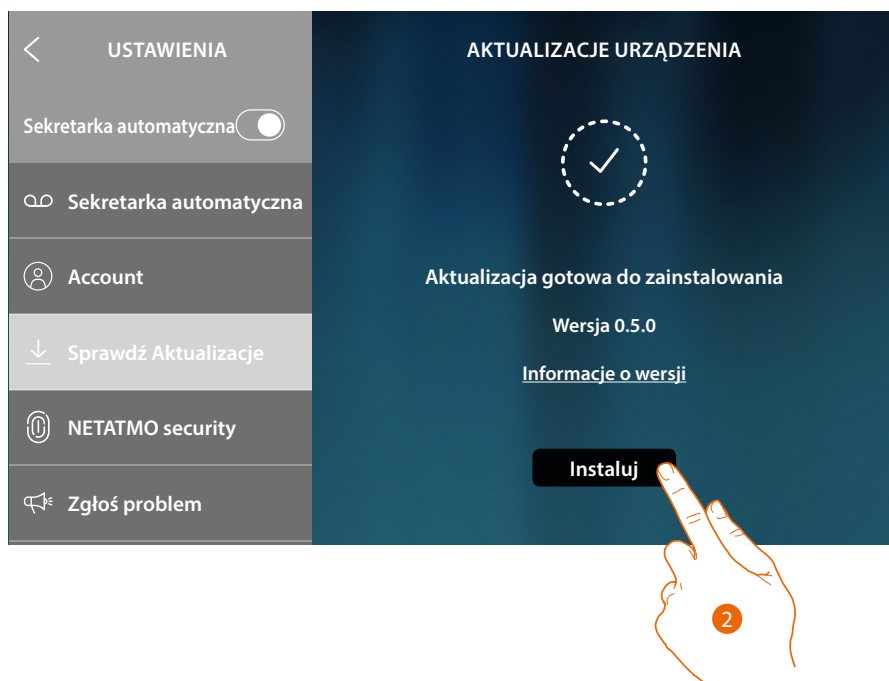 USTAWIENIA
Sekretarka automatyczna
Sekretarka automatyczna
Account
Sprawdź Aktualizacje
NETATMO security
Zgłoś problem
AKTUALIZACJE URZĄDZENIA
Aktualizacja gotowa do zainstalowania
Wersja 0.5.0
Informacje o wersji
Instaluj
2